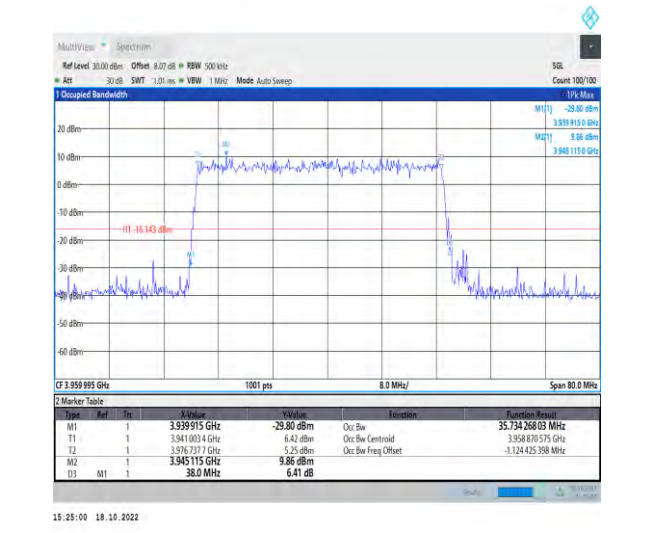 MultiView Spectrum
Ref Level 30.00 dBm Offset 8.07 dB RBW 500 kHz SGL
Att 30 dB SWT 1.01 ms VBW 1 MHz Mode Auto Sweep Count 100/100
1 Occupied Bandwidth 1Pk Max
M1[1] -29.80 dBm
3.939 915 0 GHz
M2[1] 9.86 dBm
3.945 115 0 GHz
20 dBm
10 dBm
0 dBm
-10 dBm
H1 -16.143 dBm
-20 dBm
-30 dBm
-40 dBm
-50 dBm
-60 dBm
CF 3.959 995 GHz 1001 pts 8.0 MHz/ Span 80.0 MHz
2 Marker Table
Type Ref Trc X-Value Y-Value Function Function Result
M1 1 3.939 915 GHz -29.80 dBm Occ Bw 35.734 268 03 MHz
T1 1 3.941 003 4 GHz 6.42 dBm Occ Bw Centroid 3.958 870 575 GHz
T2 1 3.976 737 7 GHz 5.25 dBm Occ Bw Freq Offset -1.124 425 398 MHz
M2 1 3.945 115 GHz 9.86 dBm
D3 M1 1 38.0 MHz 6.41 dB
15:25:00 18.10.2022